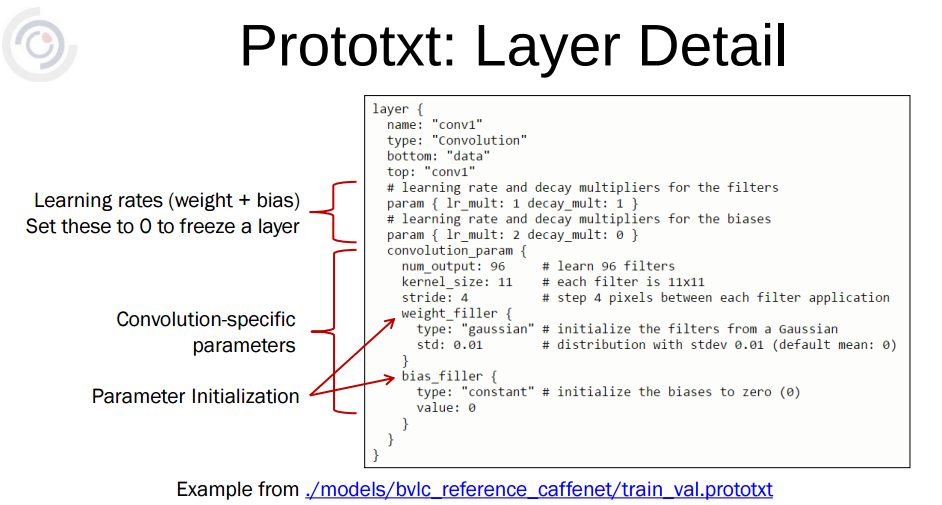 Prototxt: Layer Detail
layer {
name: "conv1"
type: "Convolution"
bottom: "data"
top: "conv1"
# learning rate and decay multipliers for the filters
param { lr_mult: 1 decay_mult: 1 }
# learning rate and decay multipliers for the biases
param { lr_mult: 2 decay_mult: 0 }
convolution_param {
num_output: 96 # learn 96 filters
kernel_size: 11 # each filter is 11x11
stride: 4 # step 4 pixels between each filter application
weight_filler {
type: "gaussian" # initialize the filters from a Gaussian
std: 0.01 # distribution with stdev 0.01 (default mean: 0)
}
bias_filler {
type: "constant" # initialize the biases to zero (0)
value: 0
}
}
}
Learning rates (weight + bias)
Set these to 0 to freeze a layer
Convolution-specific
parameters
Parameter Initialization
Example from ./models/bvlc_reference_caffenet/train_val.prototxt